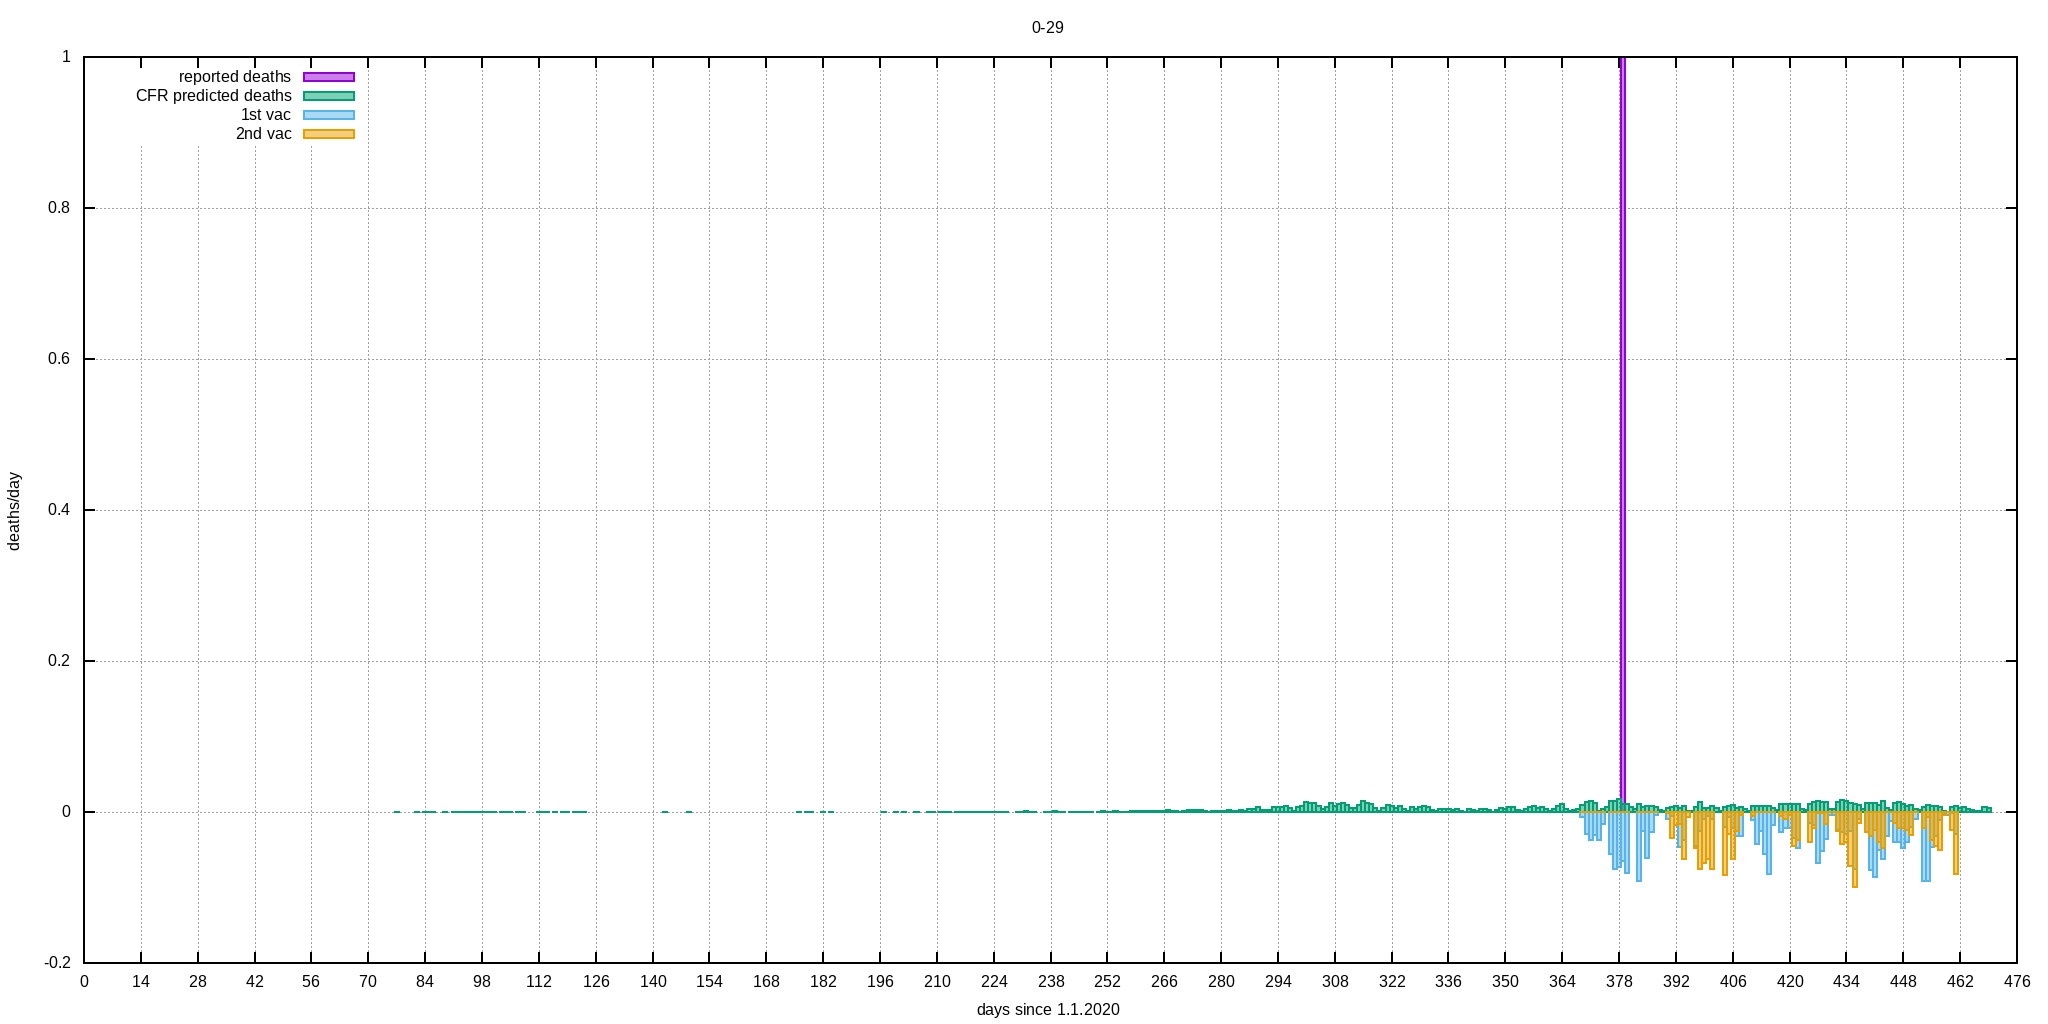 0-29
reported deaths
CFR predicted deaths
1st vac
2nd vac
1
0.8
0.6
0.4
0.2
0
-0.2
deaths/day
0 14 28 42 56 70 84 98 112 126 140 154 168 182 196 210 224 238 252 266 280 294 308 322 336 350 364 378 392 406 420 434 448 462 476
days since 1.1.2020